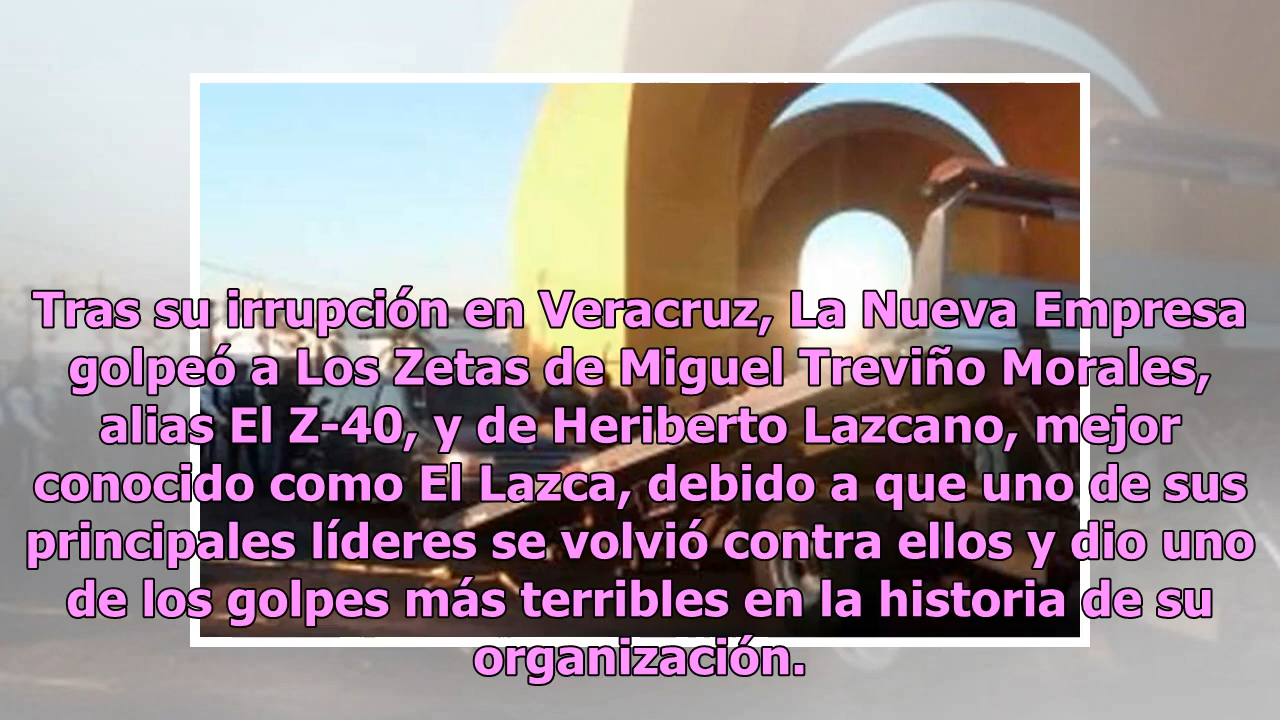 Tras su irrupción en Veracruz, La Nueva Empresa
golpeó a Los Zetas de Miguel Treviño Morales,
alias El Z-40, y de Heriberto Lazcano, mejor
conocido como El Lazca, debido a que uno de sus
principales líderes se volvió contra ellos y dio uno
de los golpes más terribles en la historia de su
organización.